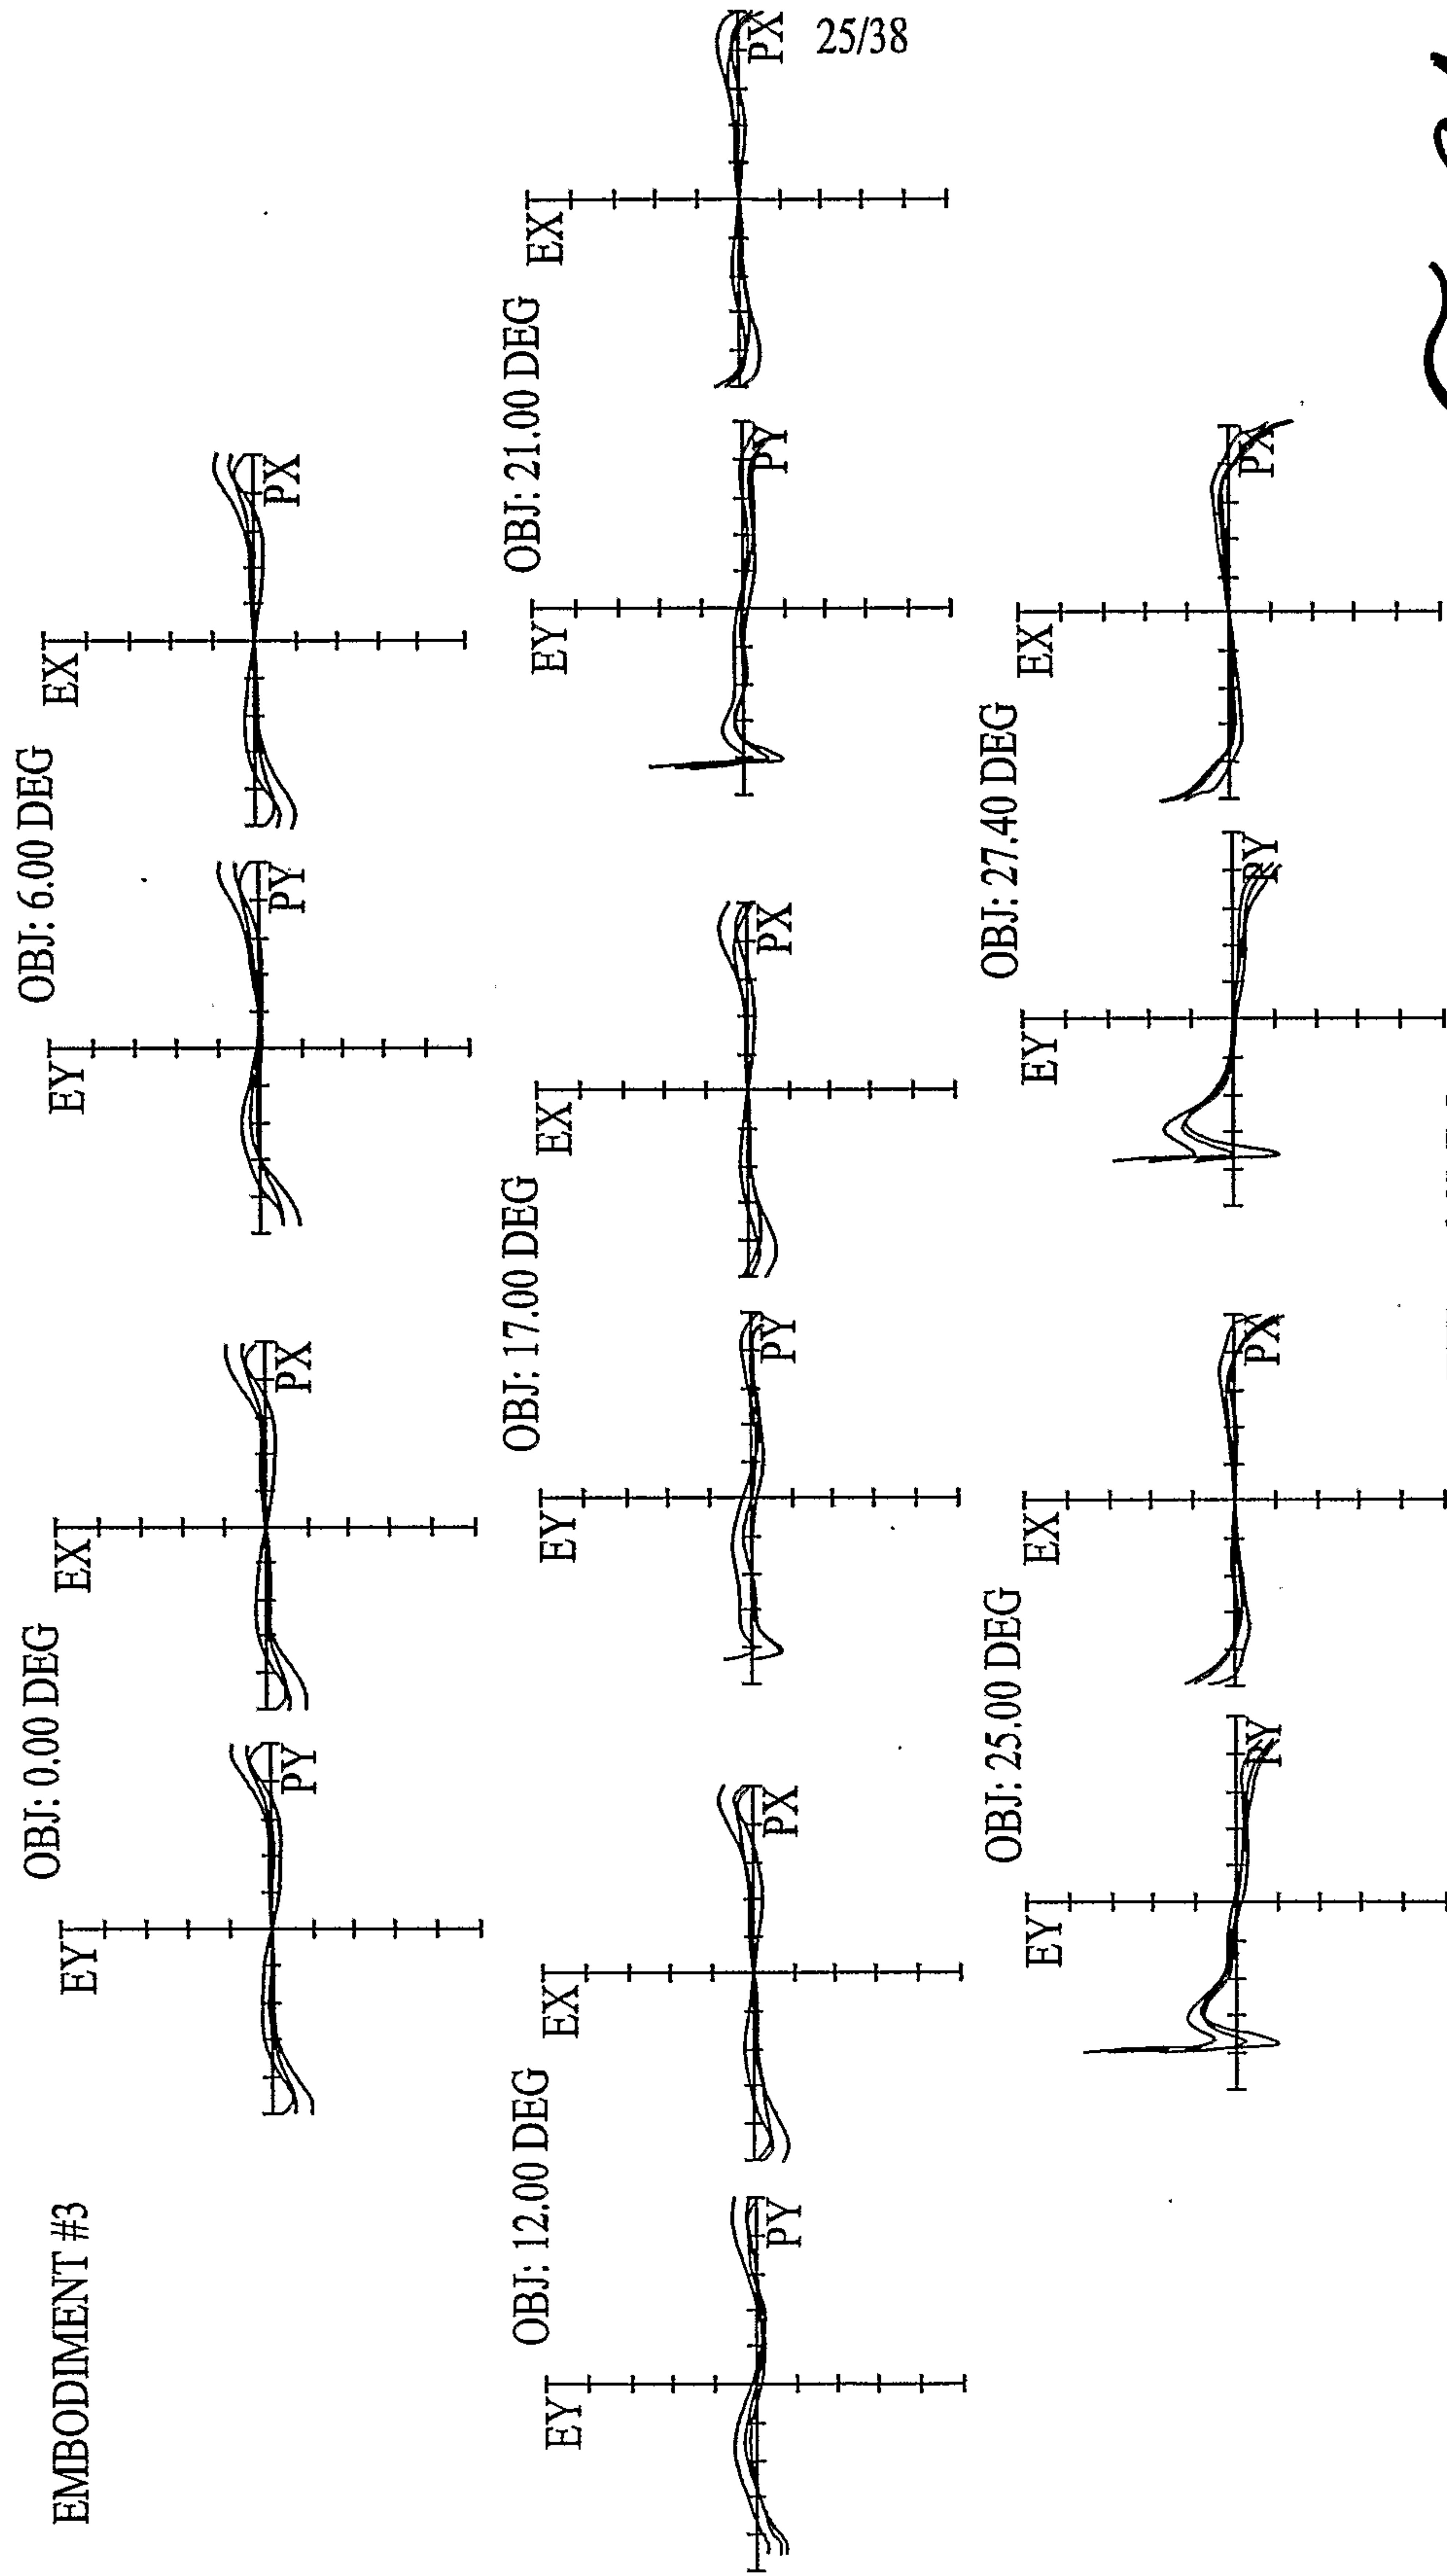 EMBODIMENT #3
OBJ: 0.00 DEG
EY
PY
EX
PX
OBJ: 6.00 DEG
EY
PY
EX
PX
OBJ: 12.00 DEG
EY
PY
EX
PX
OBJ: 17.00 DEG
EY
PY
EX
PX
OBJ: 21.00 DEG
EY
PY
EX
PX
25/38
OBJ: 25.00 DEG
EY
PY
EX
PX
OBJ: 27.40 DEG
EY
PY
EX
PX